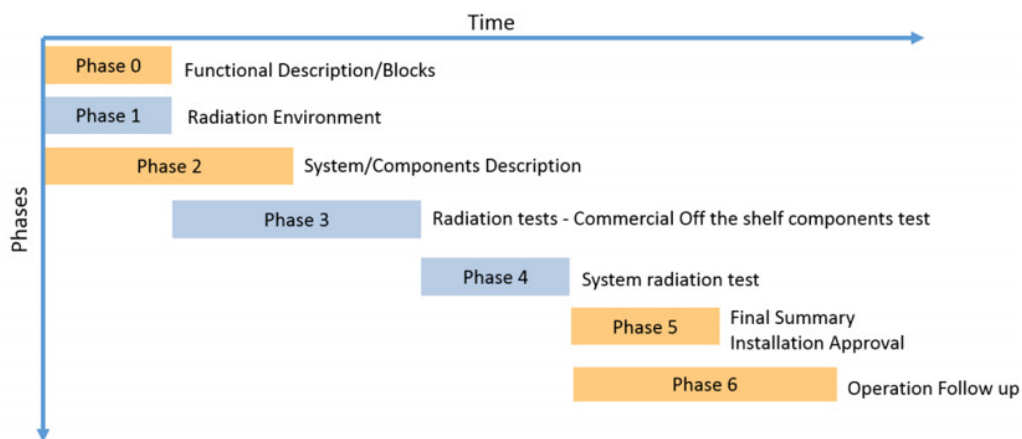 Time
Phases
Phase 0
Functional Description/Blocks
Phase 1
Radiation Environment
Phase 2
System/Components Description
Phase 3
Radiation tests - Commercial Off the shelf components test
Phase 4
System radiation test
Phase 5
Final Summary
Installation Approval
Phase 6
Operation Follow up